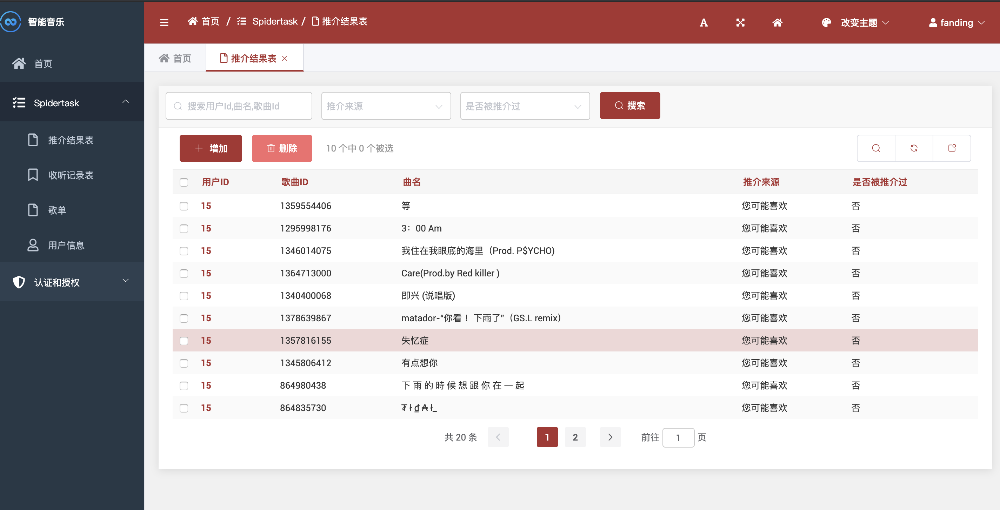 智能音乐
首页 / Spidertask / 推介结果表
A 改变主题 fanding
首页
Spidertask
推介结果表
收听记录表
歌单
用户信息
认证和授权
首页 推介结果表
搜索用户Id,曲名,歌曲Id 推介来源 是否被推介过 搜索
增加 删除 10 个中 0 个被选
用户ID 歌曲ID 曲名 推介来源 是否被推介过
15 1359554406 等 您可能喜欢 否
15 1295998176 3：00 Am 您可能喜欢 否
15 1346014075 我住在我眼底的海里（Prod. P$YCHO) 您可能喜欢 否
15 1364713000 Care(Prod.by Red killer ) 您可能喜欢 否
15 1340400068 即兴 (说唱版) 您可能喜欢 否
15 1378639867 matador-“你看！下雨了”（GS.L remix） 您可能喜欢 否
15 1357816155 失忆症 您可能喜欢 否
15 1345806412 有点想你 您可能喜欢 否
15 864980438 下 雨 的 時 候 想 跟 你 在 一 起 您可能喜欢 否
15 864835730 ₮ ł ₫ ₳ ł_ 您可能喜欢 否
共 20 条 1 2 前往 1 页